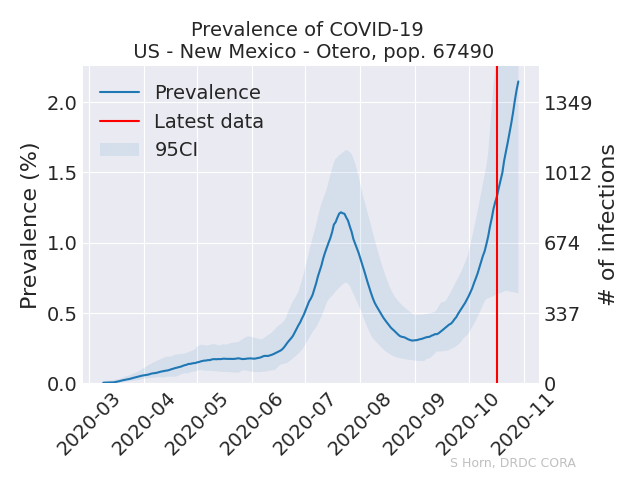 Prevalence of COVID-19
US - New Mexico - Otero, pop. 67490
Prevalence
Latest data
95CI
Prevalence (%)
2.0
1.5
1.0
0.5
0.0
1349
1012
674
337
0
# of infections
2020-03
2020-04
2020-05
2020-06
2020-07
2020-08
2020-09
2020-10
2020-11
S Horn, DRDC CORA